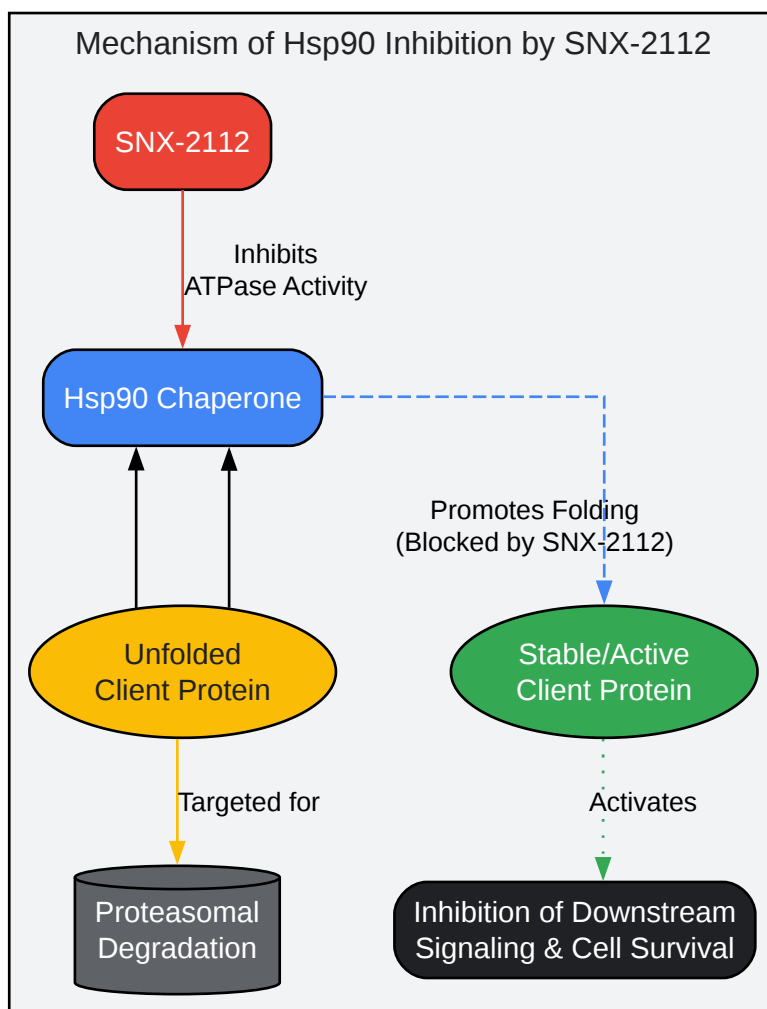 Mechanism of Hsp90 Inhibition by SNX-2112
SNX-2112
Inhibits
ATPase Activity
Hsp90 Chaperone
Promotes Folding
(Blocked by SNX-2112)
Unfolded
Client Protein
Stable/Active
Client Protein
Targeted for
Activates
Proteasomal
Degradation
Inhibition of Downstream
Signaling & Cell Survival